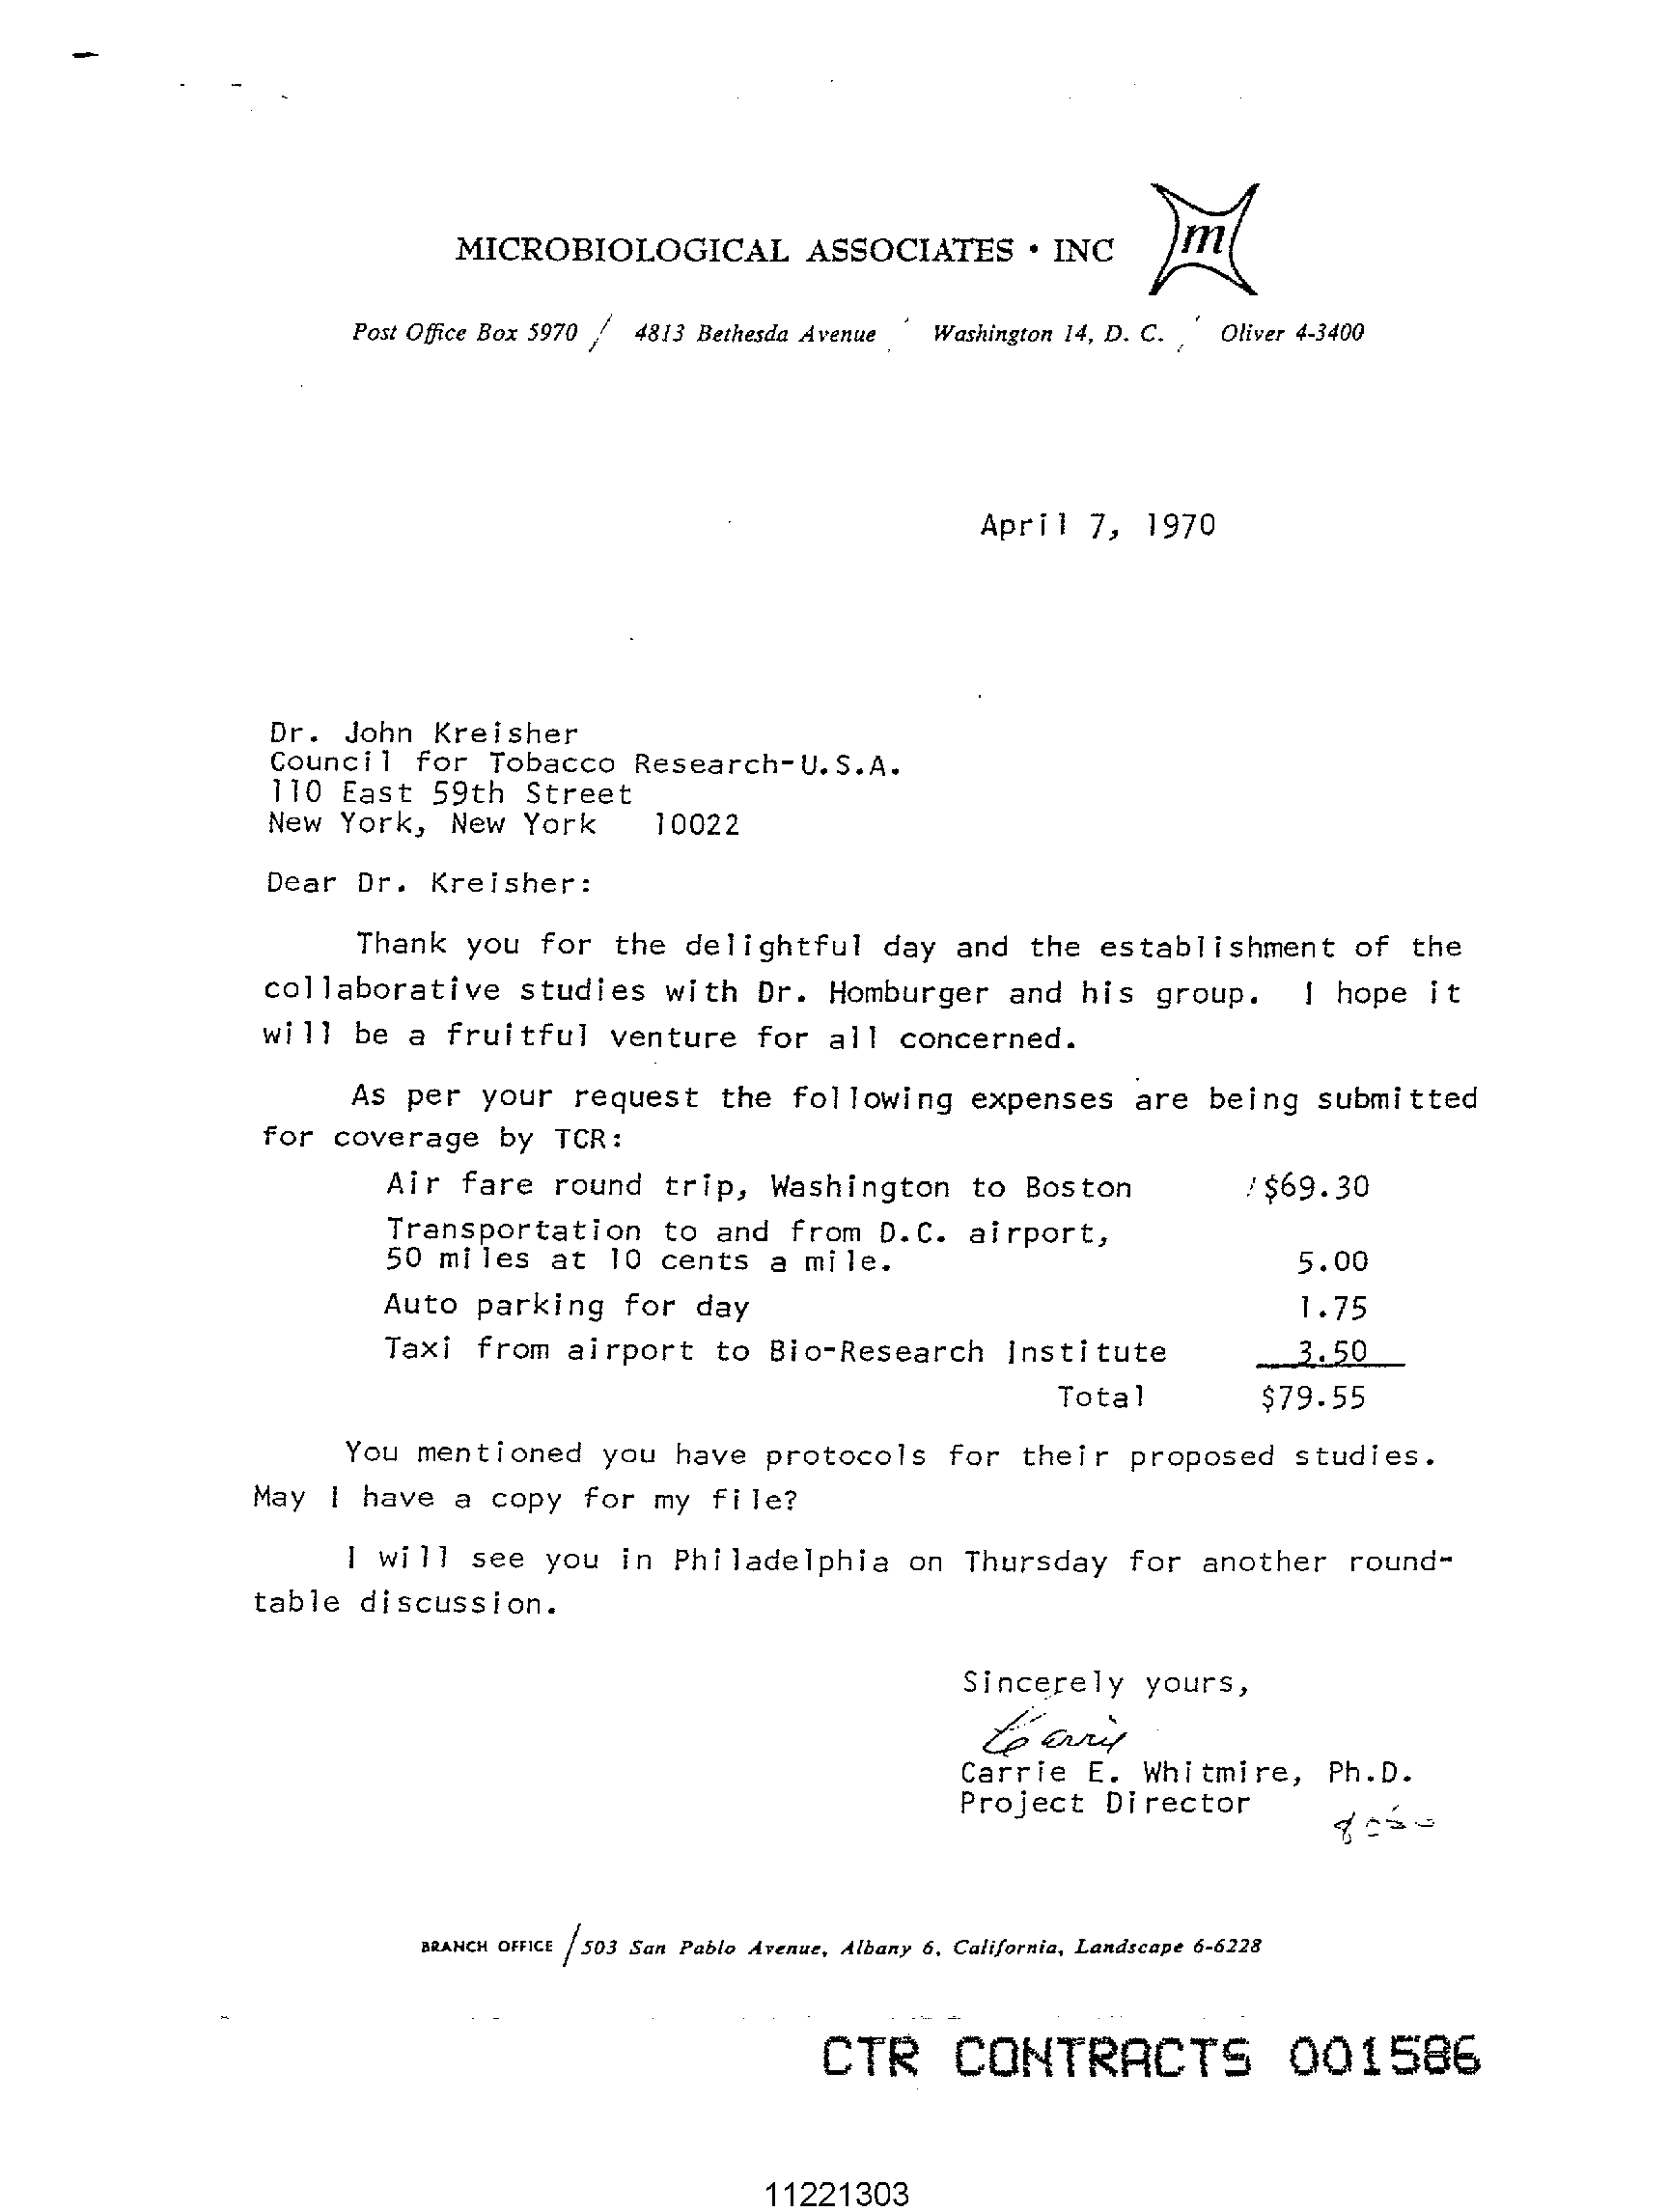 MICROBIOLOGICAL ASSOCIATES • INC m
Post Office Box 5970 / 4813 Bethesda Avenue / Washington 14, D. C. / Oliver 4-3400
April 7, 1970
Dr. John Kreisher
Council for Tobacco Research-U.S.A.
110 East 59th Street
New York, New York 10022
Dear Dr. Kreisher:
Thank you for the delightful day and the establishment of the
collaborative studies with Dr. Homburger and his group. I hope it
will be a fruitful venture for all concerned.
As per your request the following expenses are being submitted
for coverage by TCR:
Air fare round trip, Washington to Boston $69.30
Transportation to and from D.C. airport,
50 miles at 10 cents a mile. 5.00
Auto parking for day 1.75
Taxi from airport to Bio-Research Institute 3.50
Total $79.55
You mentioned you have protocols for their proposed studies.
May I have a copy for my file?
I will see you in Philadelphia on Thursday for another round-
table discussion.
Sincerely yours,
Carrie
Carrie E. Whitmire, Ph.D.
Project Director
BRANCH OFFICE / 503 San Pablo Avenue, Albany 6, California, Landscape 6-6228
CTR CONTRACTS 001586
11221303